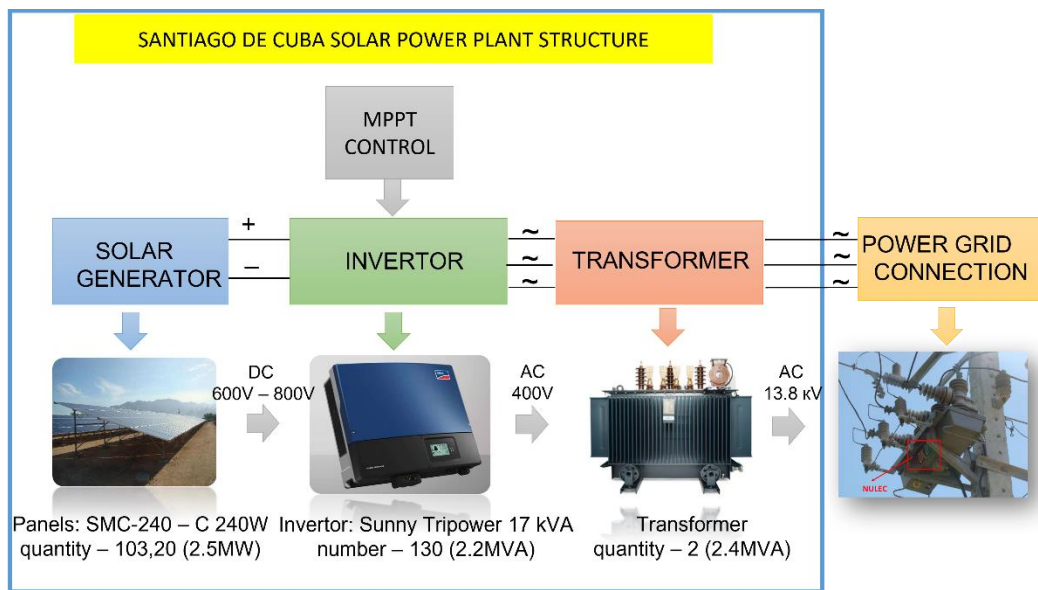 SANTIAGO DE CUBA SOLAR POWER PLANT STRUCTURE
MPPT
CONTROL
SOLAR
GENERATOR
+
–
INVERTOR
~
~
~
TRANSFORMER
~
~
~
POWER GRID
CONNECTION
DC
600V – 800V
AC
400V
AC
13.8 кV
NULEC
Panels: SMC-240 – C 240W
quantity – 103,20 (2.5MW)
Invertor: Sunny Tripower 17 kVA
number – 130 (2.2MVA)
Transformer
quantity – 2 (2.4MVA)